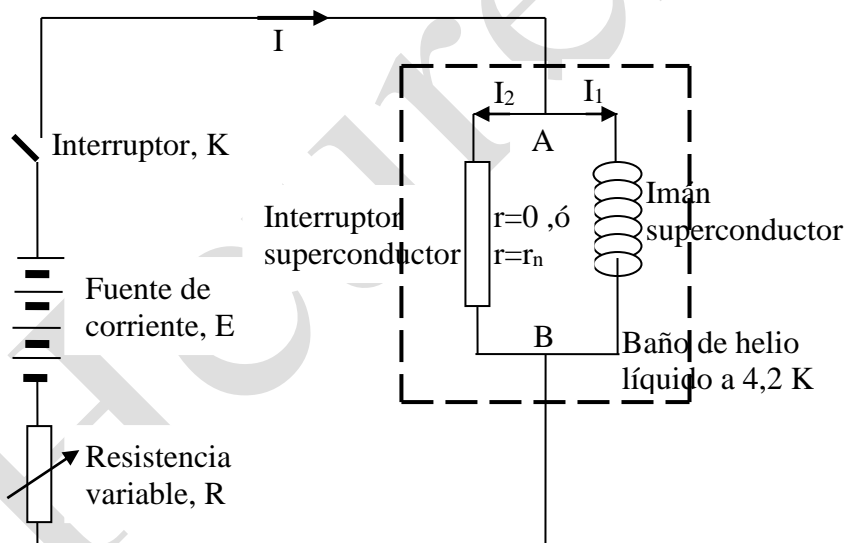 I
I₂
I₁
A
Interruptor, K
Imán
superconductor
Interruptor
superconductor
r=0 ,ó
r=rₙ
Fuente de
corriente, E
B
Baño de helio
líquido a 4,2 K
Resistencia
variable, R